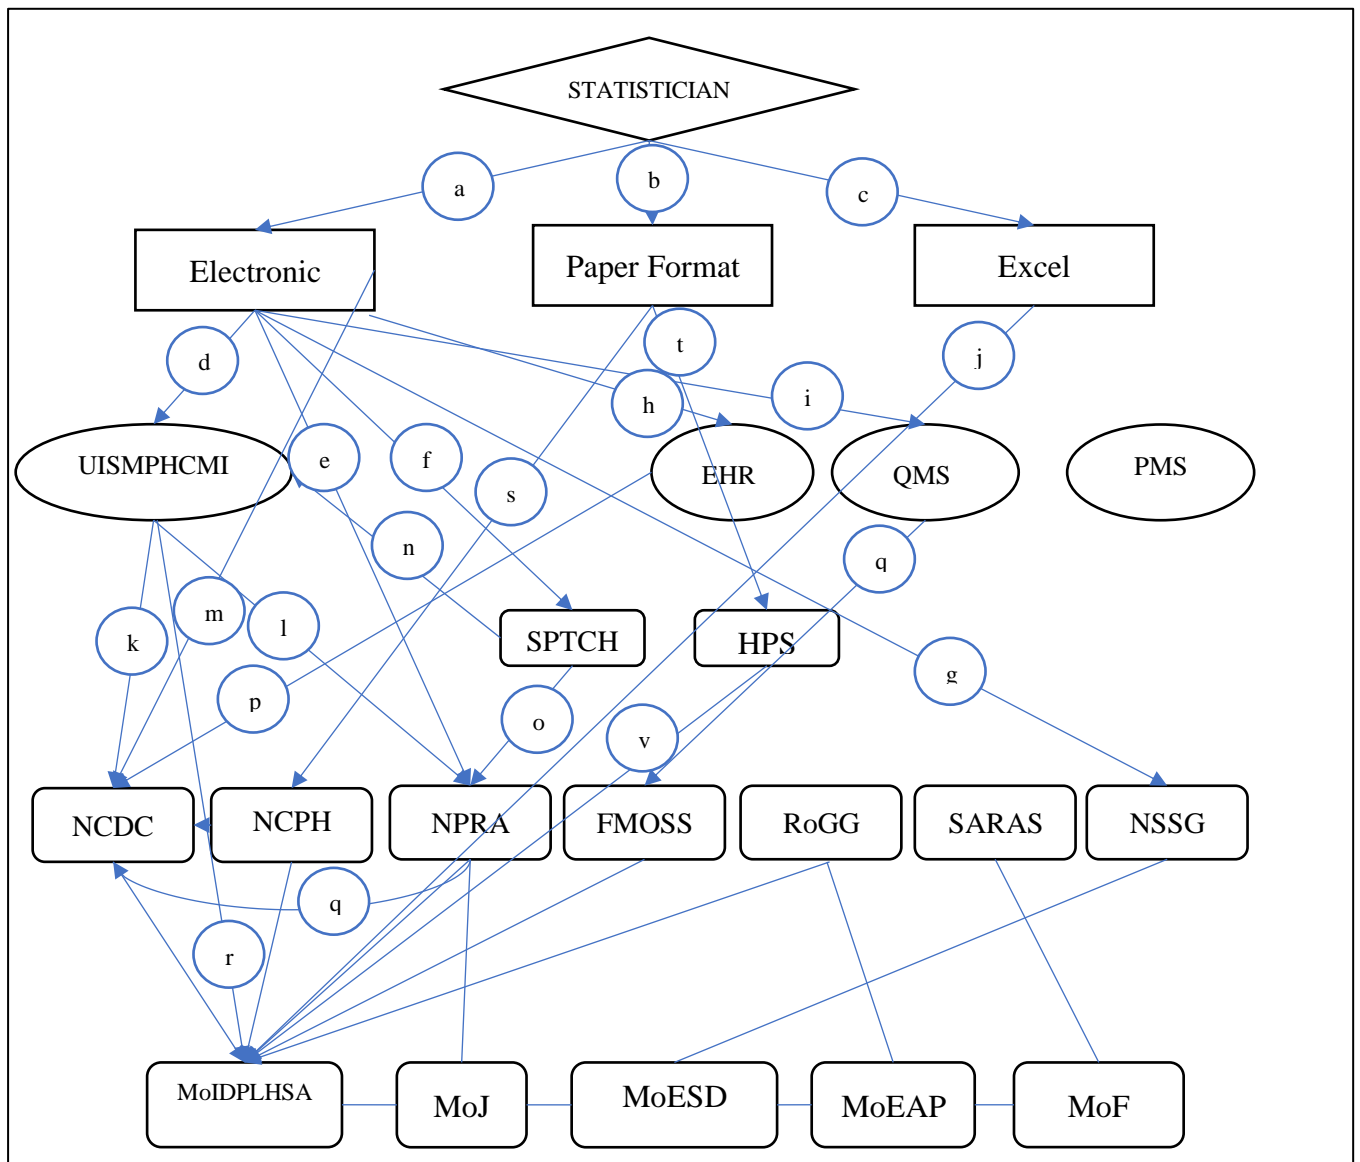 STATISTICIAN
a
b
c
Electronic
Paper Format
Excel
d
t
j
h
i
UISMPHCMI
e
f
s
EHR
QMS
PMS
n
q
m
k
l
SPTCH
HPS
p
o
g
v
NCDC
NCPH
NPRA
FMOSS
RoGG
SARAS
NSSG
q
r
MoIDPLHSA
MoJ
MoESD
MoEAP
MoF